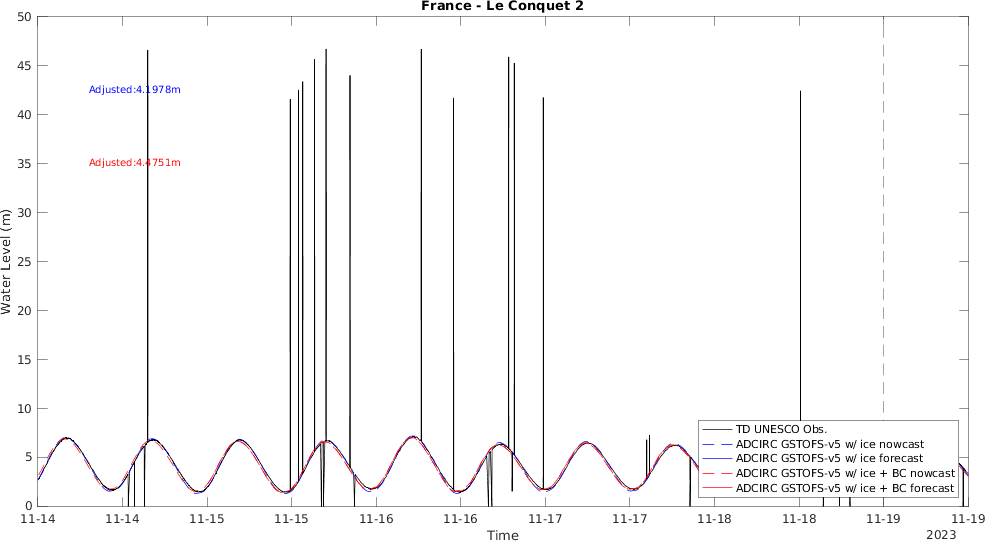 France - Le Conquet 2
50
45
40
35
30
25
20
15
10
5
0
Water Level (m)
Adjusted:4.1978m
Adjusted:4.4751m
TD UNESCO Obs.
ADCIRC GSTOFS-v5 w/ ice nowcast
ADCIRC GSTOFS-v5 w/ ice forecast
ADCIRC GSTOFS-v5 w/ ice + BC nowcast
ADCIRC GSTOFS-v5 w/ ice + BC forecast
11-14 11-14 11-15 11-15 11-16 11-16 11-17 11-17 11-18 11-18 11-19 11-19
Time
2023